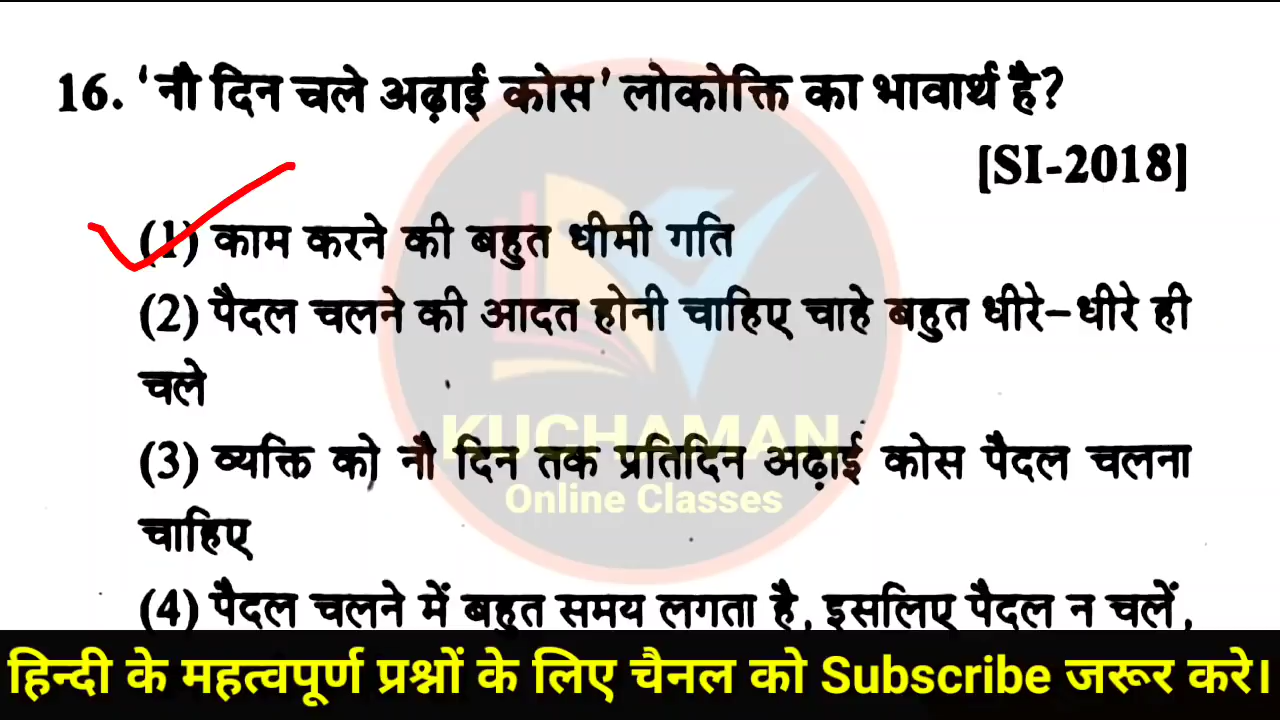 16. 'नौ दिन चले अढ़ाई कोस' लोकोक्ति का भावार्थ है?
[SI-2018]
(1) काम करने की बहुत धीमी गति
(2) पैदल चलने की आदत होनी चाहिए चाहे बहुत धीरे-धीरे ही
चले
(3) व्यक्ति को नौ दिन तक प्रतिदिन अढ़ाई कोस पैदल चलना
चाहिए
(4) पैदल चलने में बहुत समय लगता है, इसलिए पैदल न चलें,
KUCHAMAN
Online Classes
हिन्दी के महत्वपूर्ण प्रश्नों के लिए चैनल को Subscribe जरूर करे।